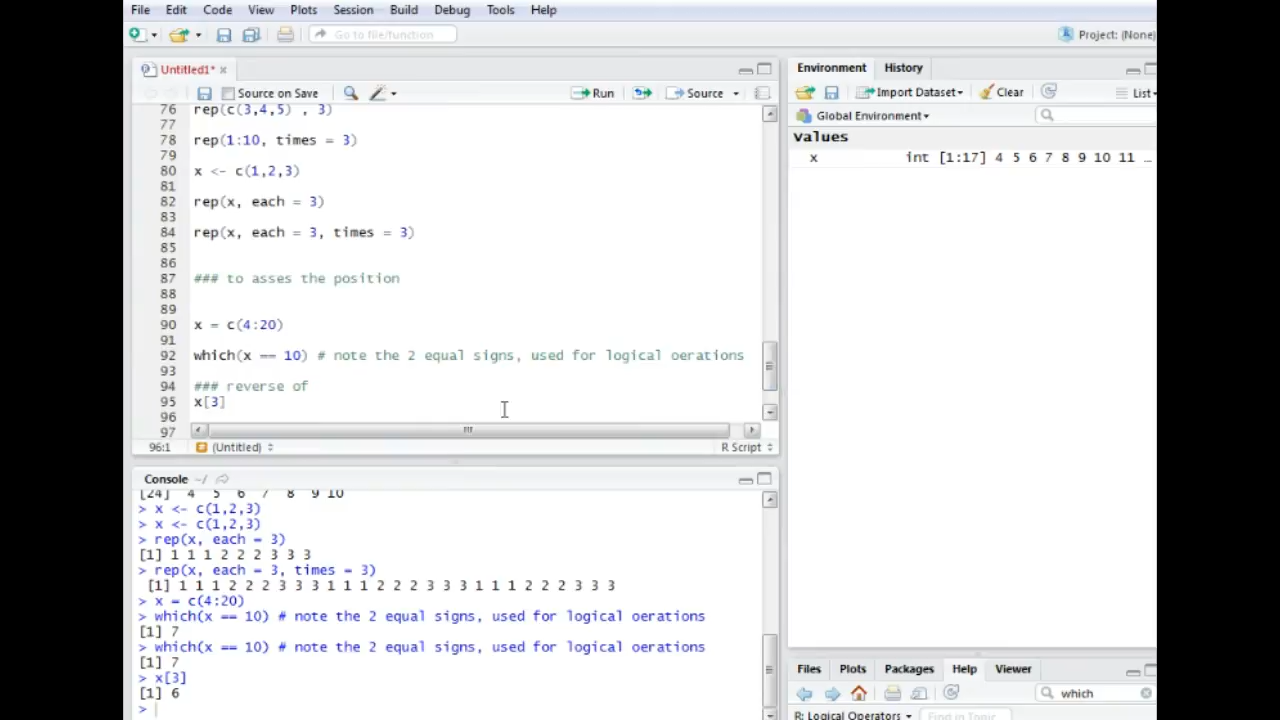 File Edit Code View Plots Session Build Debug Tools Help
Go to file/function
Project: (None)
Untitled1*
Source on Save
Run
Source
76 rep(c(3,4,5) , 3)
77
78 rep(1:10, times = 3)
79
80 x <- c(1,2,3)
81
82 rep(x, each = 3)
83
84 rep(x, each = 3, times = 3)
85
86
87 ### to asses the position
88
89
90 x = c(4:20)
91
92 which(x == 10) # note the 2 equal signs, used for logical oerations
93
94 ### reverse of
95 x[3]
96
97
96:1 (Untitled) R Script
Console ~/
[24] 4 5 6 7 8 9 10
> x <- c(1,2,3)
> x <- c(1,2,3)
> rep(x, each = 3)
[1] 1 1 1 2 2 2 3 3 3
> rep(x, each = 3, times = 3)
[1] 1 1 1 2 2 2 3 3 3 1 1 1 2 2 2 3 3 3 1 1 1 2 2 2 3 3 3
> x = c(4:20)
> which(x == 10) # note the 2 equal signs, used for logical oerations
[1] 7
> which(x == 10) # note the 2 equal signs, used for logical oerations
[1] 7
> x[3]
[1] 6
>
Environment History
Import Dataset Clear List
Global Environment
Values
x int [1:17] 4 5 6 7 8 9 10 11 …
Files Plots Packages Help Viewer
which
R: Logical Operators Find in Topic